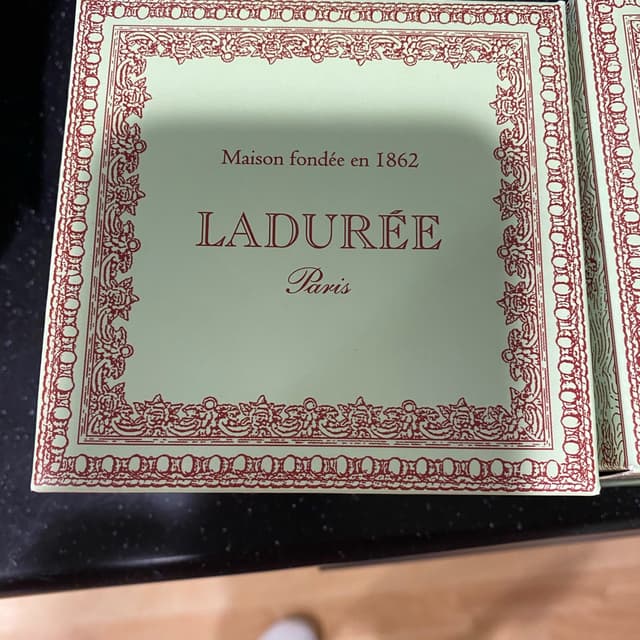 Maison fondée en 1862
LADURÉE
Paris